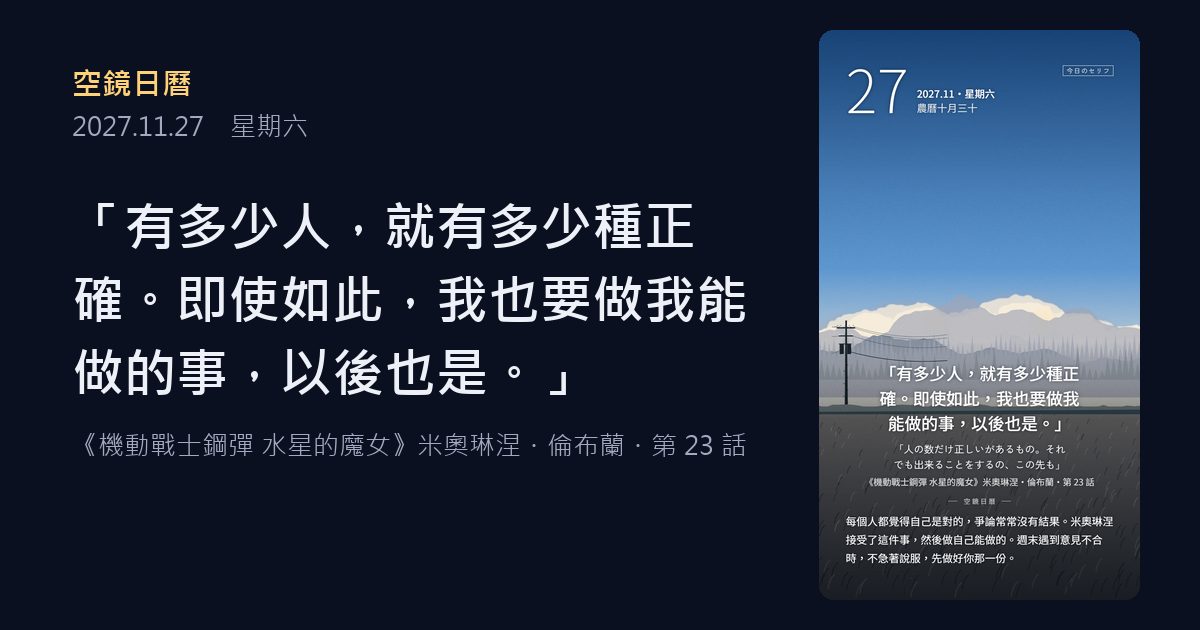 空鏡日曆
2027.11.27 星期六
「有多少人，就有多少種正
確。即使如此，我也要做我能
做的事，以後也是。」
《機動戰士鋼彈 水星的魔女》米奧琳涅・倫布蘭・第 23 話
27
2027.11・星期六
農曆十月三十
今日のセリフ
「有多少人，就有多少種正
確。即使如此，我也要做我
能做的事，以後也是。」
「人の数だけ正しいがあるもの。それ
でも出来ることをするの、この先も」
《機動戰士鋼彈 水星的魔女》米奧琳涅・倫布蘭・第 23 話
— 空鏡日曆 —
每個人都覺得自己是對的，爭論常常沒有結果。米奧琳涅
接受了這件事，然後做自己能做的。週末遇到意見不合
時，不急著說服，先做好你那一份。